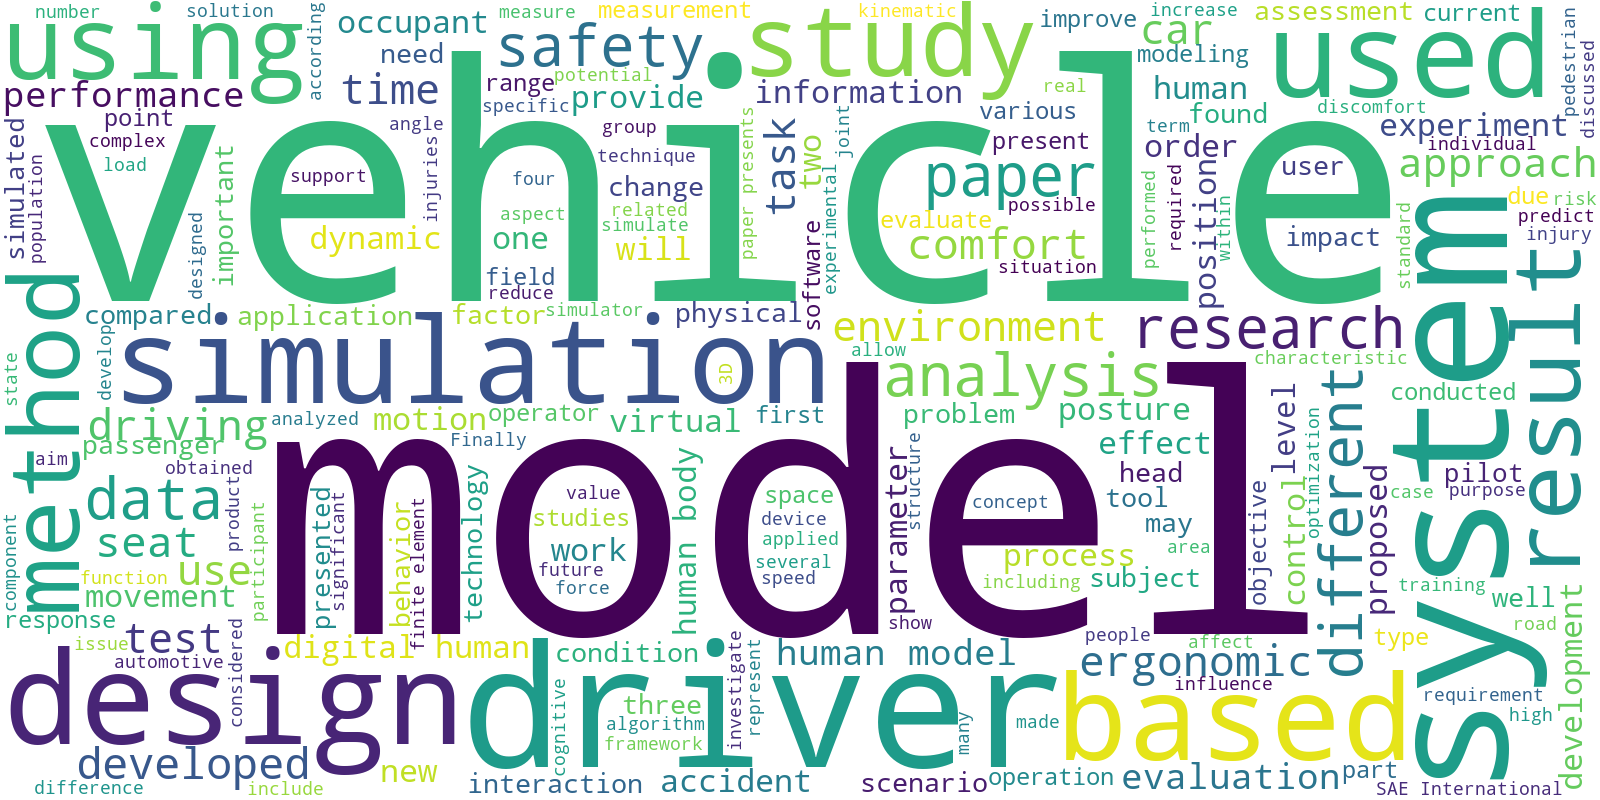 number
solution
using
according
occupant
measure
measurement
safety
need
study
kinematic
improve
increase
car
assessment
current
modeling
used
pedestrian
discussed
performance
point
complex
load
time
angle
range
potential
specific
provide
information
various
real
human
found
discomfort
term
experiment
individual
simulated
population
vehicle
support
injuries
group
technique
four
change
task
two
joint
present
paper
order
user
approach
important
designed
dynamic
aspect
one
related
simulate
will
paper presents
experimental
evaluate
possible
comfort
situation
performed
required
position
within
impact
standard
due
risk
predict
injury
field
reduce
software
method
compared
application
factor
simulator
physical
environment
research
system
result
state
develop
simulation
3D
allow
analysis
characteristic
driving
analyzed
motion
operator
virtual
first
problem
posture
different
conducted
passenger
Finally
effect
level
aim
obtained
model
data
product
presented
significant
behavior
finite element
technology
value
studies
work
future
force
human body
space
device
applied
several
speed
parameter
structure
concept
head
tool
may
process
area
including
subject
objective
control
optimization
proposed
pilot
case
purpose
component
seat
use
function
participant
movement
response
training
well
road
development
show
test
issue
automotive
considered
digital human
condition
investigate
human model
people
affect
ergonomic
influence
type
design
driver
based
requirement
high
cognitive
three
algorithm
framework
represent
many
made
developed
new
difference
include
interaction
accident
scenario
operation
evaluation
part
SAE International